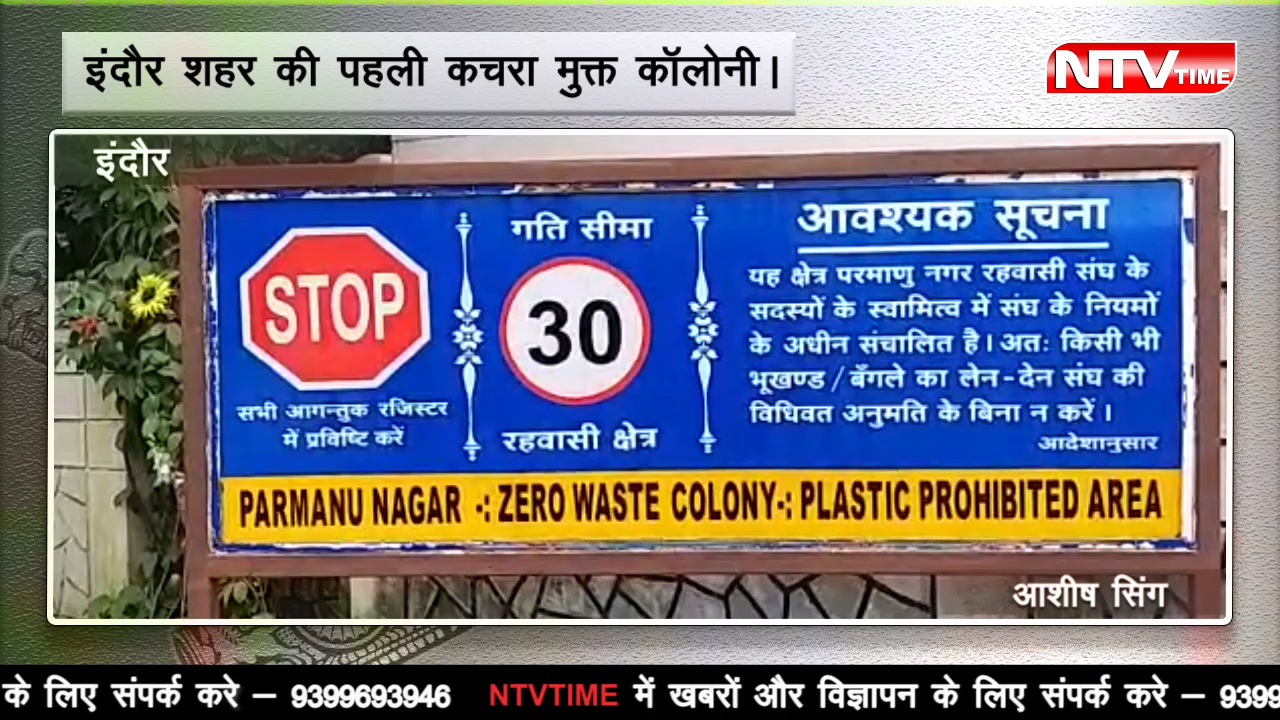 इंदौर शहर की पहली कचरा मुक्त कॉलोनी।
NTV TIME
इंदौर
STOP
सभी आगन्तुक रजिस्टर
में प्रविष्टि करें
गति सीमा
30
रहवासी क्षेत्र
आवश्यक सूचना
यह क्षेत्र परमाणु नगर रहवासी संघ के
सदस्यों के स्वामित्व में संघ के नियमों
के अधीन संचालित है। अतः किसी भी
भूखण्ड / बँगले का लेन-देन संघ की
विधिवत अनुमति के बिना न करें ।
आदेशानुसार
PARMANU NAGAR -: ZERO WASTE COLONY-: PLASTIC PROHIBITED AREA
आशीष सिंग
के लिए संपर्क करे – 9399693946 NTVTIME में खबरों और विज्ञापन के लिए संपर्क करे – 9399